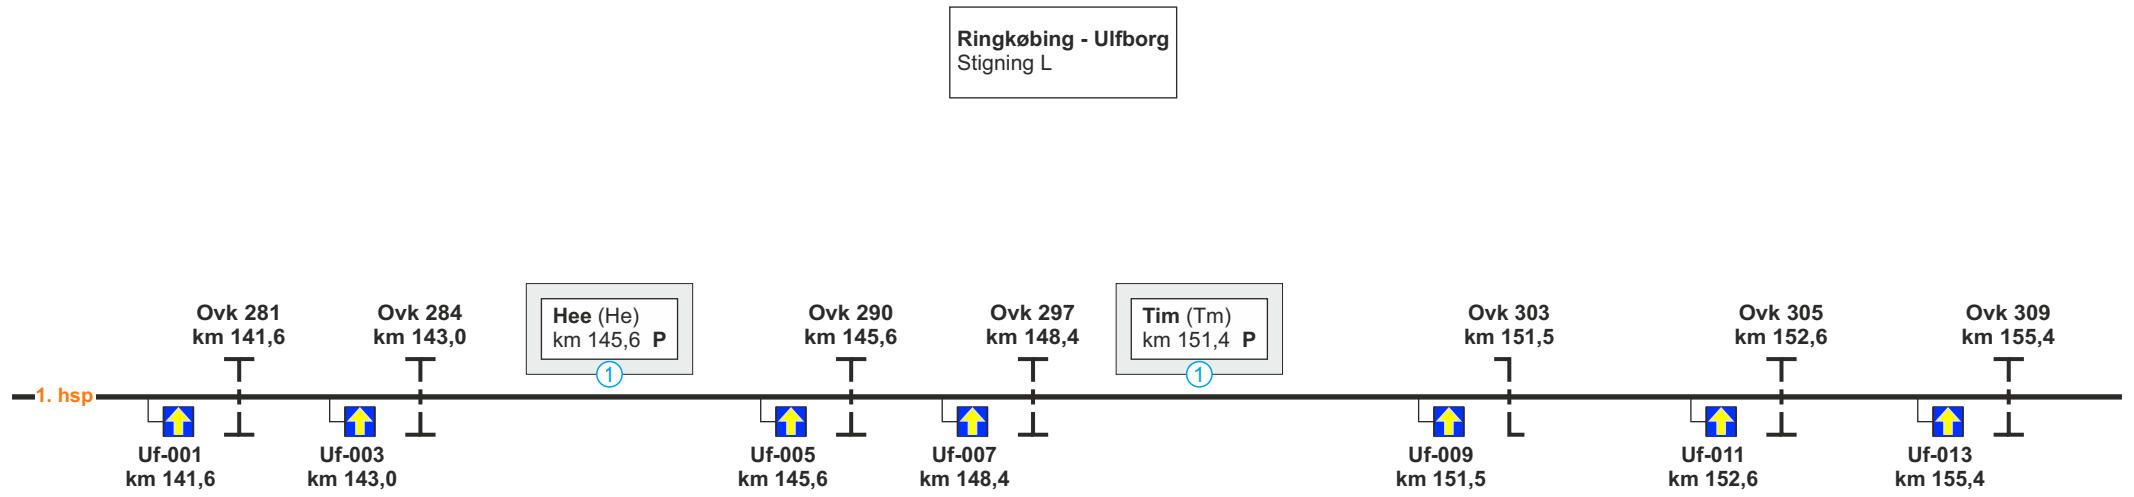 Ringkøbing - Ulfborg
Stigning L
Ovk 281
km 141,6
Ovk 284
km 143,0
Hee (He)
km 145,6 P
1
Ovk 290
km 145,6
Ovk 297
km 148,4
Tim (Tm)
km 151,4 P
1
Ovk 303
km 151,5
Ovk 305
km 152,6
Ovk 309
km 155,4
1. hsp
Uf-001
km 141,6
Uf-003
km 143,0
Uf-005
km 145,6
Uf-007
km 148,4
Uf-009
km 151,5
Uf-011
km 152,6
Uf-013
km 155,4